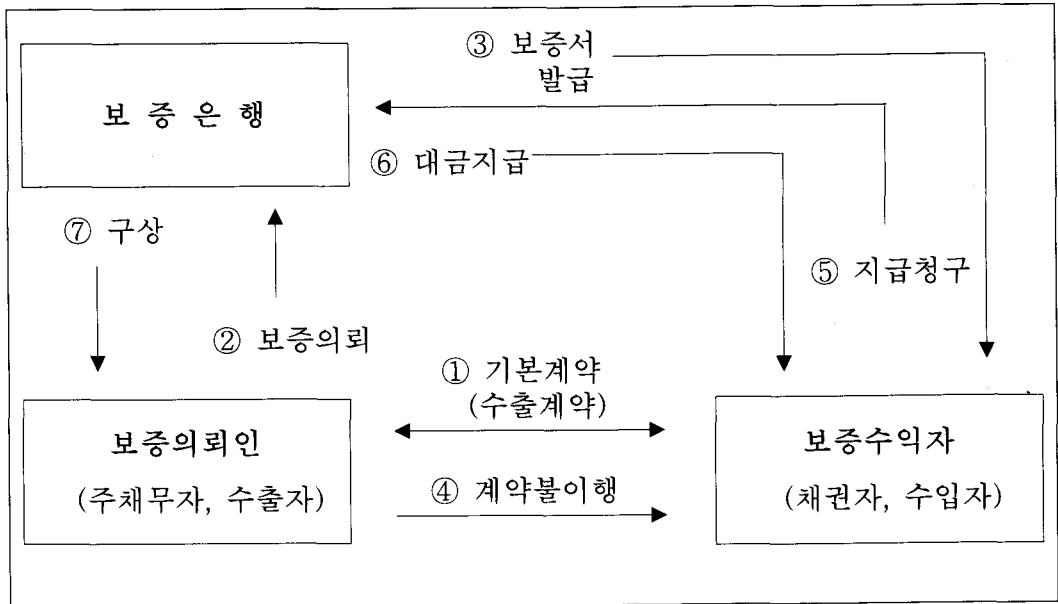 ③ 보증서
발급
보 증 은 행
⑥ 대금지급
⑦ 구상
⑤ 지급청구
② 보증의뢰
① 기본계약
(수출계약)
보증의뢰인
(주채무자, 수출자)
보증수익자
(채권자, 수입자)
④ 계약불이행